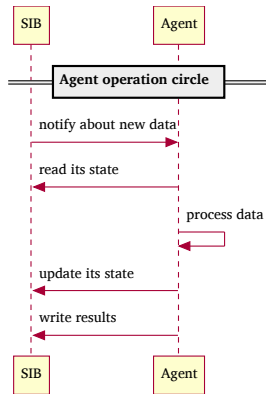 SIB Agent
Agent operation circle
notify about new data
read its state
process data
update its state
write results
SIB Agent